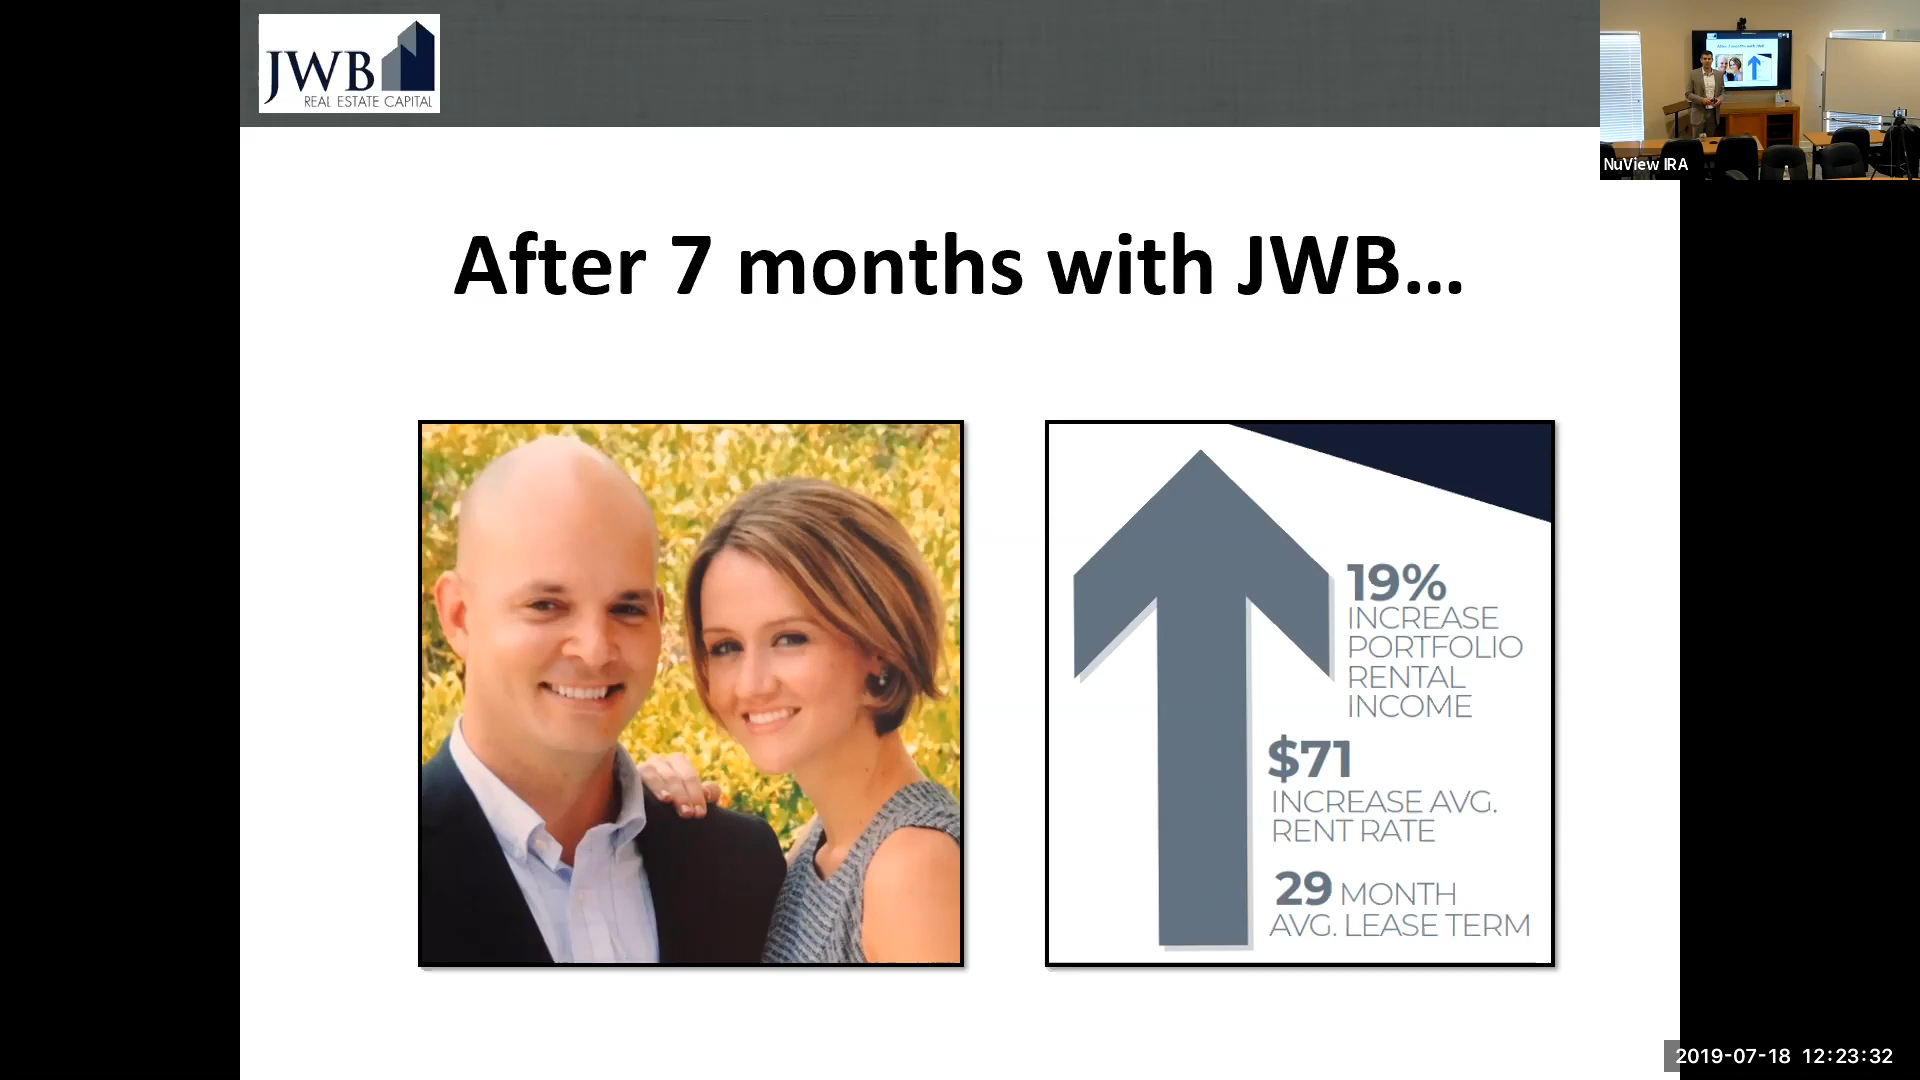 JWB
REAL ESTATE CAPITAL
NuView IRA
After 7 months with JWB...
19%
INCREASE
PORTFOLIO
RENTAL
INCOME
$71
INCREASE AVG.
RENT RATE
29 MONTH
AVG. LEASE TERM
2019-07-18 12:23:32